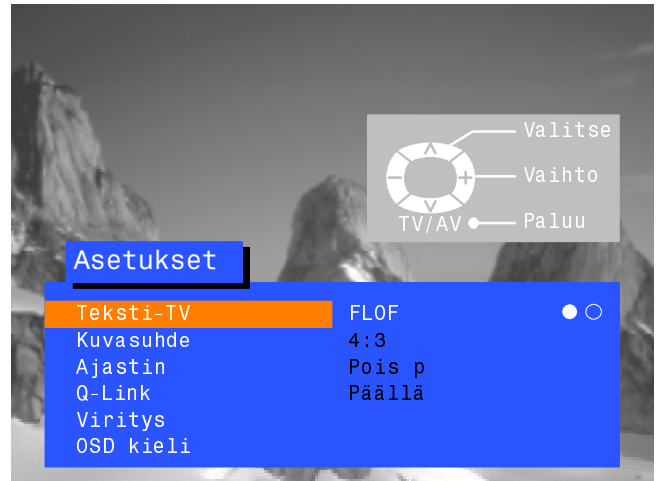 Valitse
Vaihto
TV/AV Paluu
Asetukset
Teksti-TV FLOF
Kuvasuhde 4:3
Ajastin Pois p
Q-Link Päällä
Viritys
OSD kieli